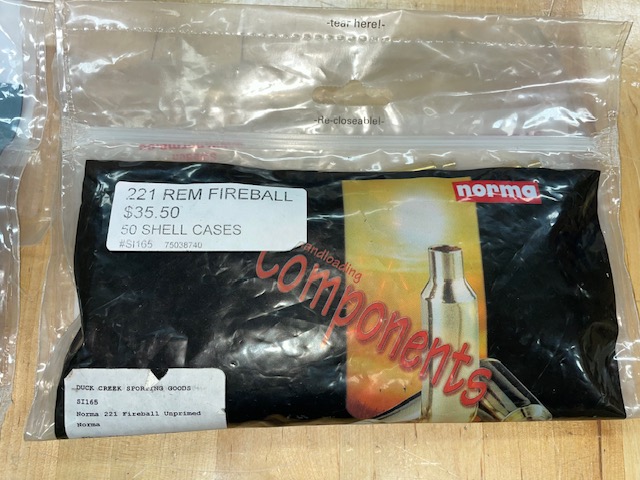 -tear here!-
-Re-closeable!-
norma
221 REM FIREBALL
$35.50
50 SHELL CASES
#SI165 75038740
handloading
components
DUCK CREEK SPORTING GOODS
SI165
Norma 221 Fireball Unprimed
Norma